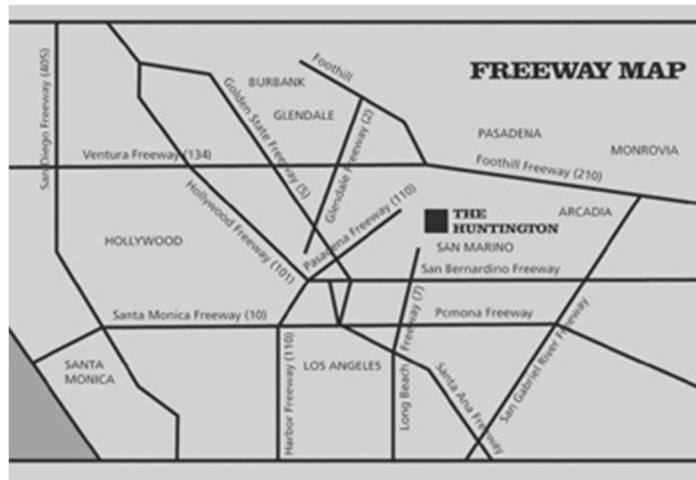 FREEWAY MAP
San Diego Freeway (405)
Foothill
BURBANK
Golden State Freeway (5)
GLENDALE
Glendale Freeway (2)
PASADENA
MONROVIA
Ventura Freeway (134)
Foothill Freeway (210)
Hollywood Freeway (101)
Pasadena Freeway (110)
THE
HUNTINGTON
ARCADIA
HOLLYWOOD
SAN MARINO
San Bernardino Freeway
Santa Monica Freeway (10)
Pomona Freeway
Harbor Freeway (110)
LOS ANGELES
Long Beach Freeway (7)
Santa Ana Freeway
San Gabriel River Freeway
SANTA
MONICA